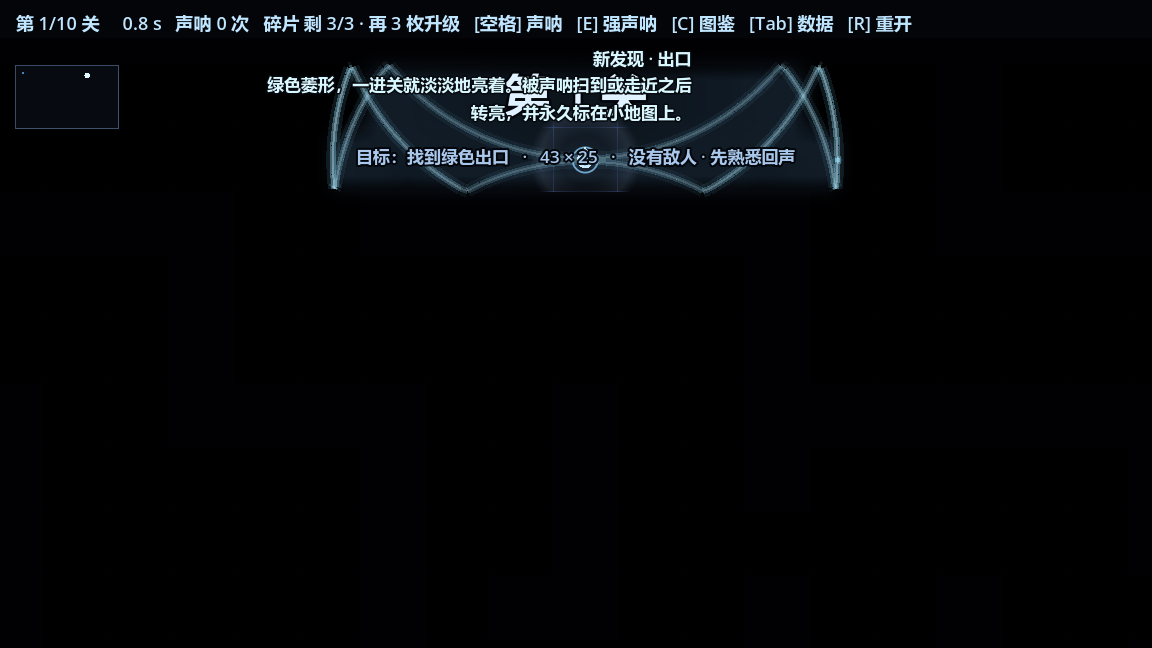 第 1/10 关 0.8 s 声呐 0 次 碎片 剩 3/3 · 再 3 枚升级 [空格] 声呐 [E] 强声呐 [C] 图鉴 [Tab] 数据 [R] 重开
新发现 · 出口
绿色菱形，一进关就淡淡地亮着。被声呐扫到或走近之后
转亮，并永久标在小地图上。
目标：找到绿色出口 · 43 × 25 · 没有敌人 · 先熟悉回声